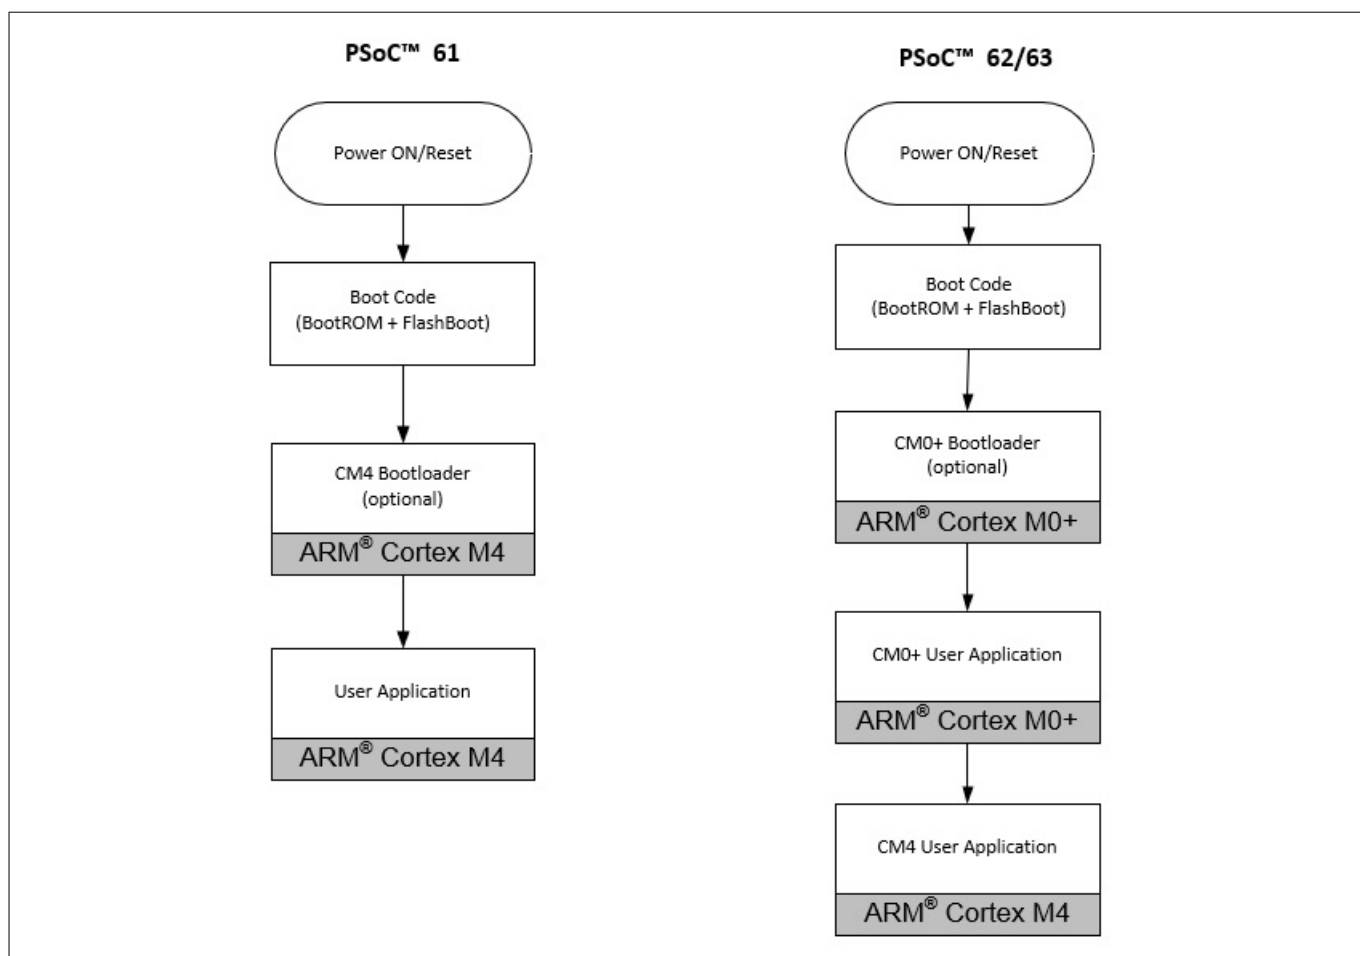 PSoC™ 61
Power ON/Reset
Boot Code
(BootROM + FlashBoot)
CM4 Bootloader
(optional)
ARM® Cortex M4
User Application
ARM® Cortex M4
PSoC™ 62/63
Power ON/Reset
Boot Code
(BootROM + FlashBoot)
CM0+ Bootloader
(optional)
ARM® Cortex M0+
CM0+ User Application
ARM® Cortex M0+
CM4 User Application
ARM® Cortex M4